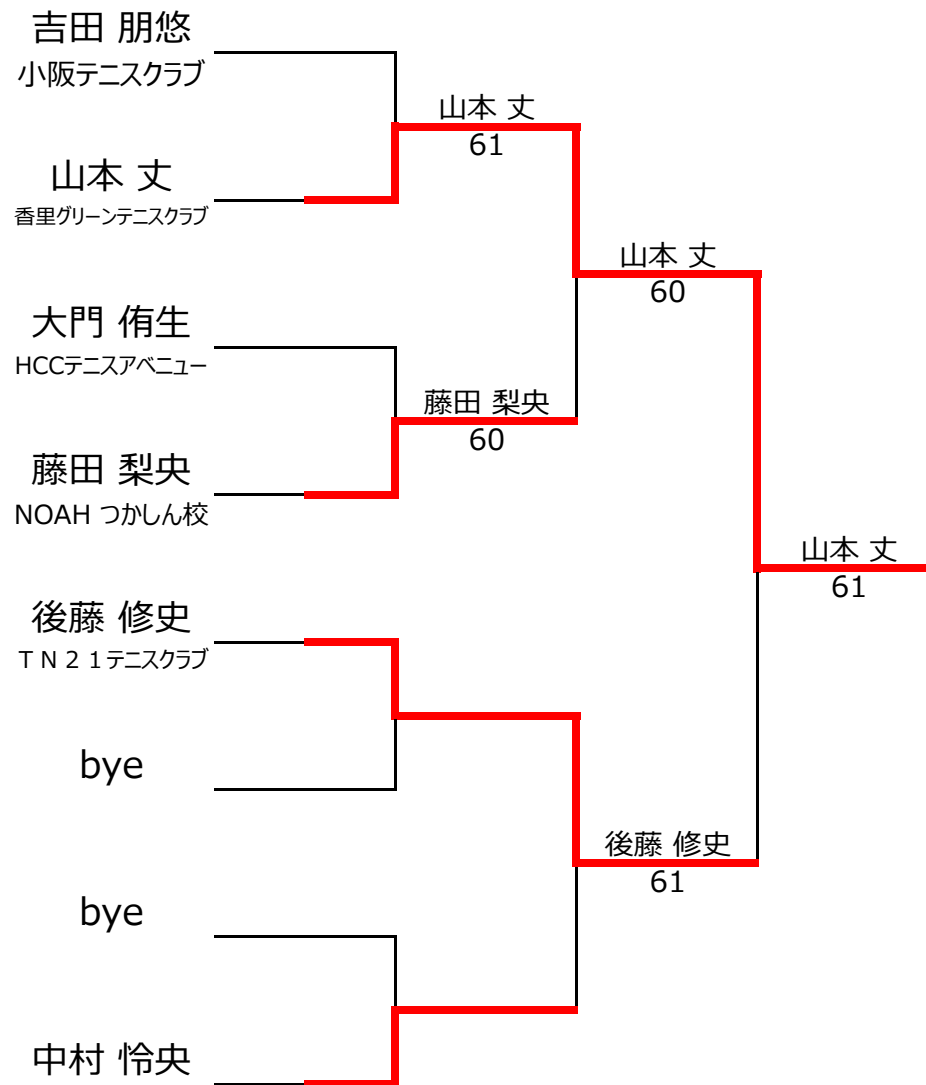 吉田 朋悠
小阪テニスクラブ
山本 丈
61
山本 丈
香里グリーンテニスクラブ
山本 丈
60
大門 侑生
HCCテニスアベニュー
藤田 梨央
60
藤田 梨央
NOAH つかしん校
山本 丈
61
後藤 修史
ＴＮ２１テニスクラブ
bye
後藤 修史
61
bye
中村 怜央